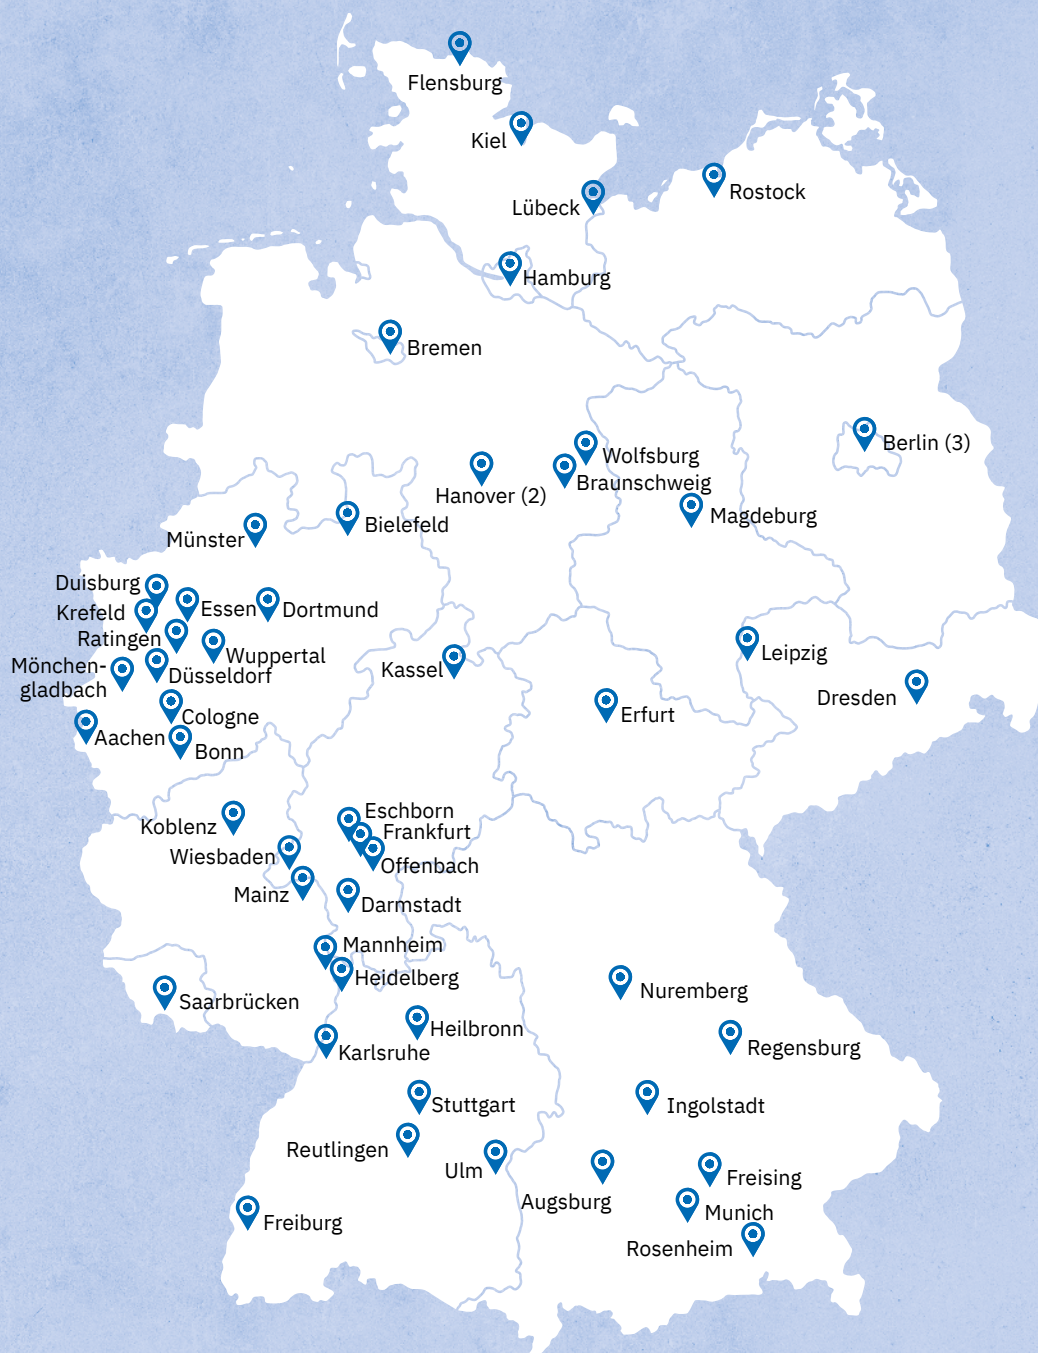 Flensburg
Kiel
Rostock
Lübeck
Hamburg
Bremen
Berlin (3)
Wolfsburg
Braunschweig
Hanover (2)
Magdeburg
Bielefeld
Münster
Duisburg
Krefeld
Essen
Dortmund
Ratingen
Wuppertal
Mönchen-
gladbach
Düsseldorf
Kassel
Leipzig
Dresden
Erfurt
Cologne
Aachen
Bonn
Eschborn
Koblenz
Frankfurt
Wiesbaden
Offenbach
Mainz
Darmstadt
Mannheim
Heidelberg
Nuremberg
Saarbrücken
Heilbronn
Regensburg
Karlsruhe
Stuttgart
Ingolstadt
Reutlingen
Ulm
Freising
Augsburg
Munich
Freiburg
Rosenheim